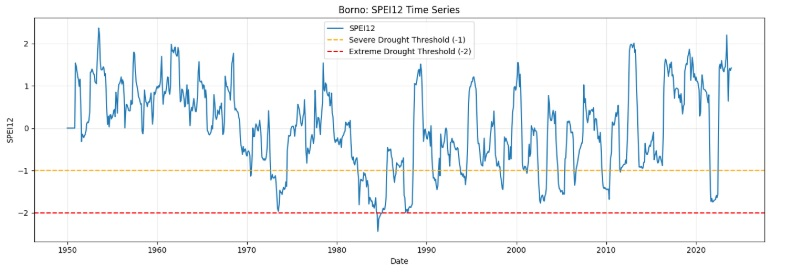 Borno: SPEI12 Time Series
SPEI12
Severe Drought Threshold (-1)
Extreme Drought Threshold (-2)
2
1
0
−1
−2
SPEI12
1950
1960
1970
1980
1990
2000
2010
2020
Date